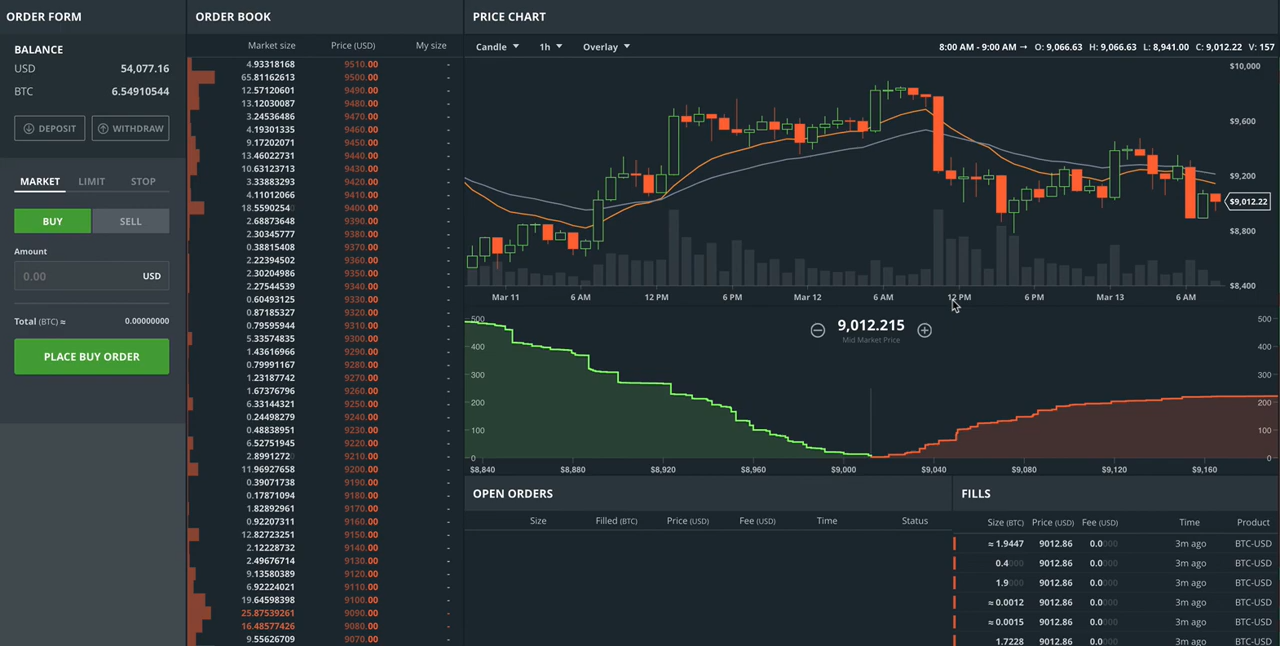 ORDER FORM
BALANCE
USD 54,077.16
BTC 6.54910544
DEPOSIT WITHDRAW
MARKET LIMIT STOP
BUY SELL
Amount
0.00 USD
Total (BTC) ≈ 0.00000000
PLACE BUY ORDER
ORDER BOOK
Market size Price (USD) My size
4.93318168 9510.00 -
65.81162613 9500.00 -
12.57120601 9490.00 -
13.12030087 9480.00 -
3.24536486 9470.00 -
4.19301335 9460.00 -
9.17202071 9450.00 -
13.46022731 9440.00 -
10.63123713 9430.00 -
3.33883293 9420.00 -
4.11012066 9410.00 -
18.5590254 9400.00 -
2.68873648 9390.00 -
2.30345777 9380.00 -
0.38815408 9370.00 -
2.22394502 9360.00 -
2.30204986 9350.00 -
2.27544539 9340.00 -
0.60493125 9330.00 -
0.87185327 9320.00 -
0.79595944 9310.00 -
5.33574835 9300.00 -
1.43616966 9290.00 -
0.79991167 9280.00 -
1.23187742 9270.00 -
1.67376796 9260.00 -
6.33144321 9250.00 -
0.24498279 9240.00 -
0.48838951 9230.00 -
6.52751945 9220.00 -
2.8991272 9210.00 -
11.96927658 9200.00 -
0.39071738 9190.00 -
0.17871094 9180.00 -
1.82892961 9170.00 -
0.92207311 9160.00 -
12.82723251 9150.00 -
2.12228732 9140.00 -
2.49676714 9130.00 -
9.13580389 9120.00 -
6.92224021 9110.00 -
19.64598398 9100.00 -
25.87539261 9090.00 -
16.48577426 9080.00 -
9.55626709 9070.00 -
PRICE CHART
Candle 1h Overlay 8:00 AM - 9:00 AM → O: 9,066.63 H: 9,066.63 L: 8,941.00 C: 9,012.22 V: 157
$10,000
$9,600
$9,200
$9,012.22
$8,800
$8,400
Mar 11 6 AM 12 PM 6 PM Mar 12 6 AM 12 PM 6 PM Mar 13 6 AM
9,012.215
Mid Market Price
500 500
400 400
300 300
200 200
100 100
0 0
$8,840 $8,880 $8,920 $8,960 $9,000 $9,040 $9,080 $9,120 $9,160
OPEN ORDERS
Size Filled (BTC) Price (USD) Fee (USD) Time Status
FILLS
Size (BTC) Price (USD) Fee (USD) Time Product
≈ 1.9447 9012.86 0.0000 3m ago BTC-USD
0.4000 9012.86 0.0000 3m ago BTC-USD
1.9000 9012.86 0.0000 3m ago BTC-USD
≈ 0.0012 9012.86 0.0000 3m ago BTC-USD
≈ 0.0015 9012.86 0.0000 3m ago BTC-USD
1.7228 9012.86 0.0000 3m ago BTC-USD